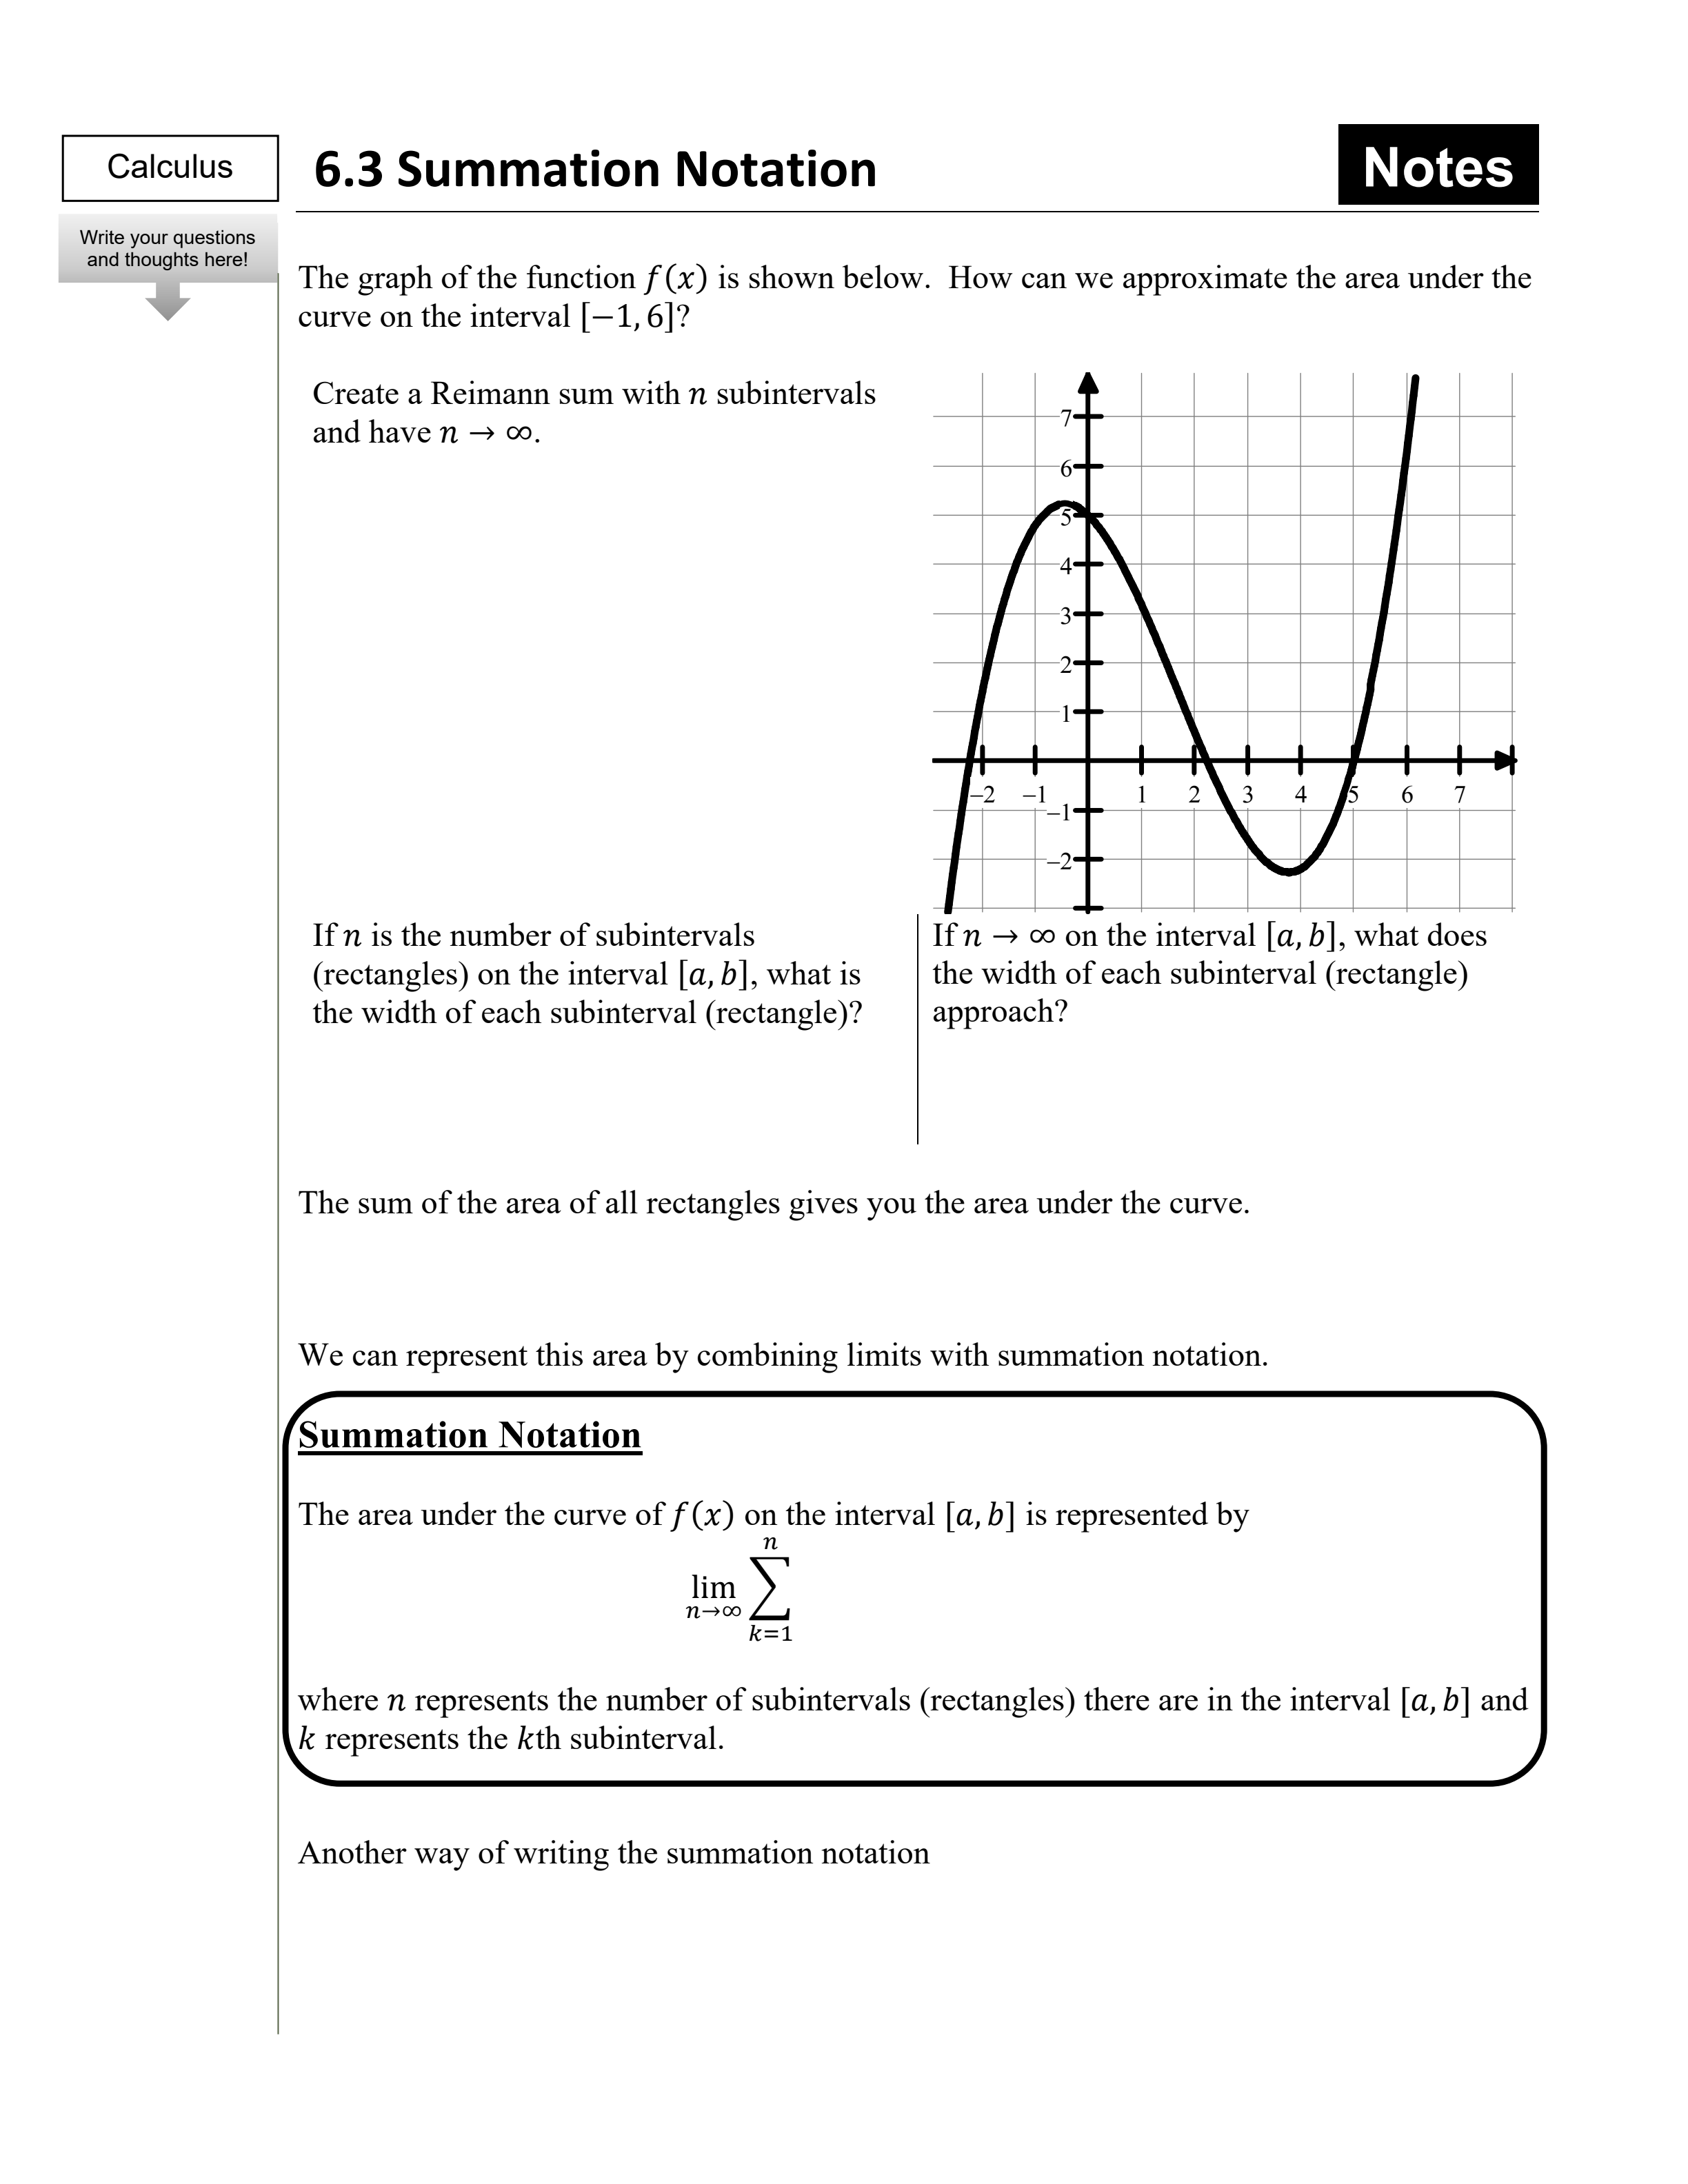 Calculus
6.3 Summation Notation
Notes
Write your questions
and thoughts here!
The graph of the function f(x) is shown below. How can we approximate the area under the
curve on the interval [−1, 6]?
Create a Reimann sum with n subintervals
and have n → ∞.
7
6
5
4
3
2
1
−2 −1 1 2 3 4 5 6 7
−1
−2
If n is the number of subintervals
(rectangles) on the interval [a, b], what is
the width of each subinterval (rectangle)?
If n → ∞ on the interval [a, b], what does
the width of each subinterval (rectangle)
approach?
The sum of the area of all rectangles gives you the area under the curve.
We can represent this area by combining limits with summation notation.
Summation Notation
The area under the curve of f(x) on the interval [a, b] is represented by
n
lim ∑
n→∞
k=1
where n represents the number of subintervals (rectangles) there are in the interval [a, b] and
k represents the kth subinterval.
Another way of writing the summation notation